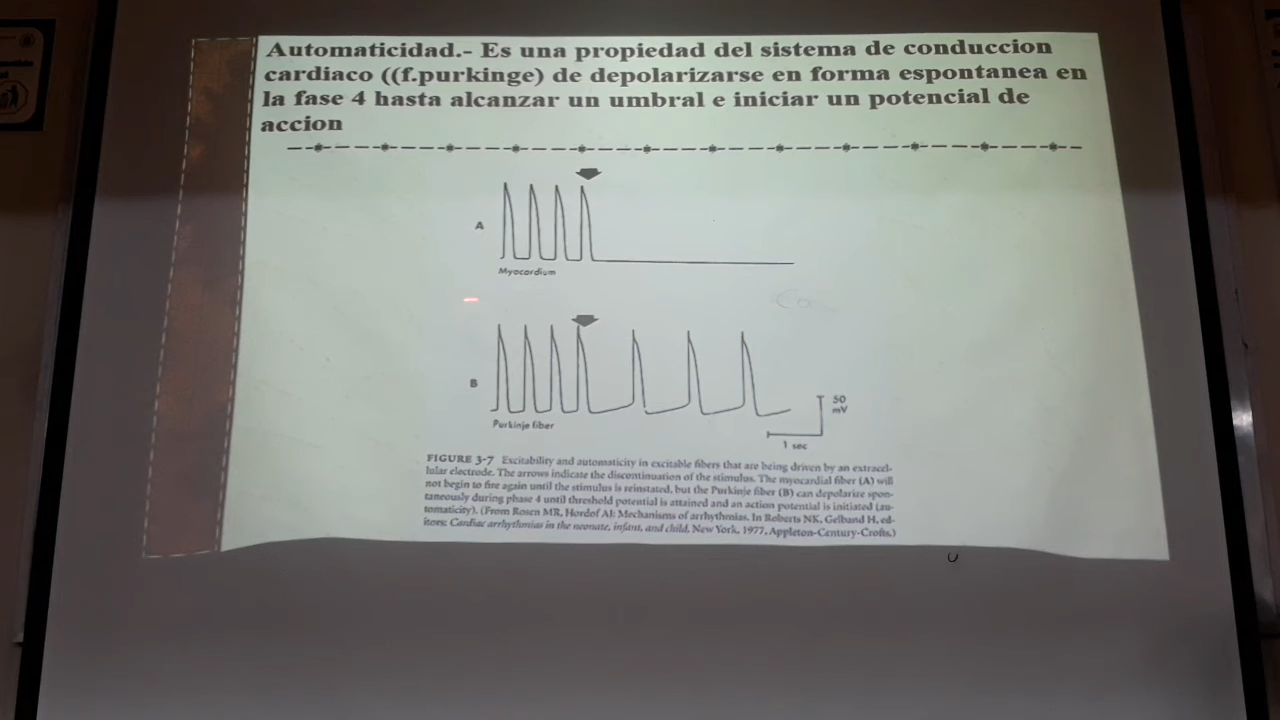 Automaticidad.- Es una propiedad del sistema de conduccion
cardiaco ((f.purkinge) de depolarizarse en forma espontanea en
la fase 4 hasta alcanzar un umbral e iniciar un potencial de
accion
A
Myocardium
B
Purkinje fiber
50
mV
1 sec
FIGURE 3-7 Excitability and automaticity in excitable fibers that are being driven by an extracel-
lular electrode. The arrows indicate the discontinuation of the stimulus. The myocardial fiber (A) will
not begin to fire again until the stimulus is reinstated, but the Purkinje fiber (B) can depolarize spon-
taneously during phase 4 until threshold potential is attained and an action potential is initiated (au-
tomaticity). (From Rosen MR, Hordof AJ: Mechanisms of arrhythmias. In Roberts NK, Gelband H, ed-
itors: Cardiac arrhythmias in the neonate, infant, and child, New York, 1977, Appleton-Century-Crofts.)